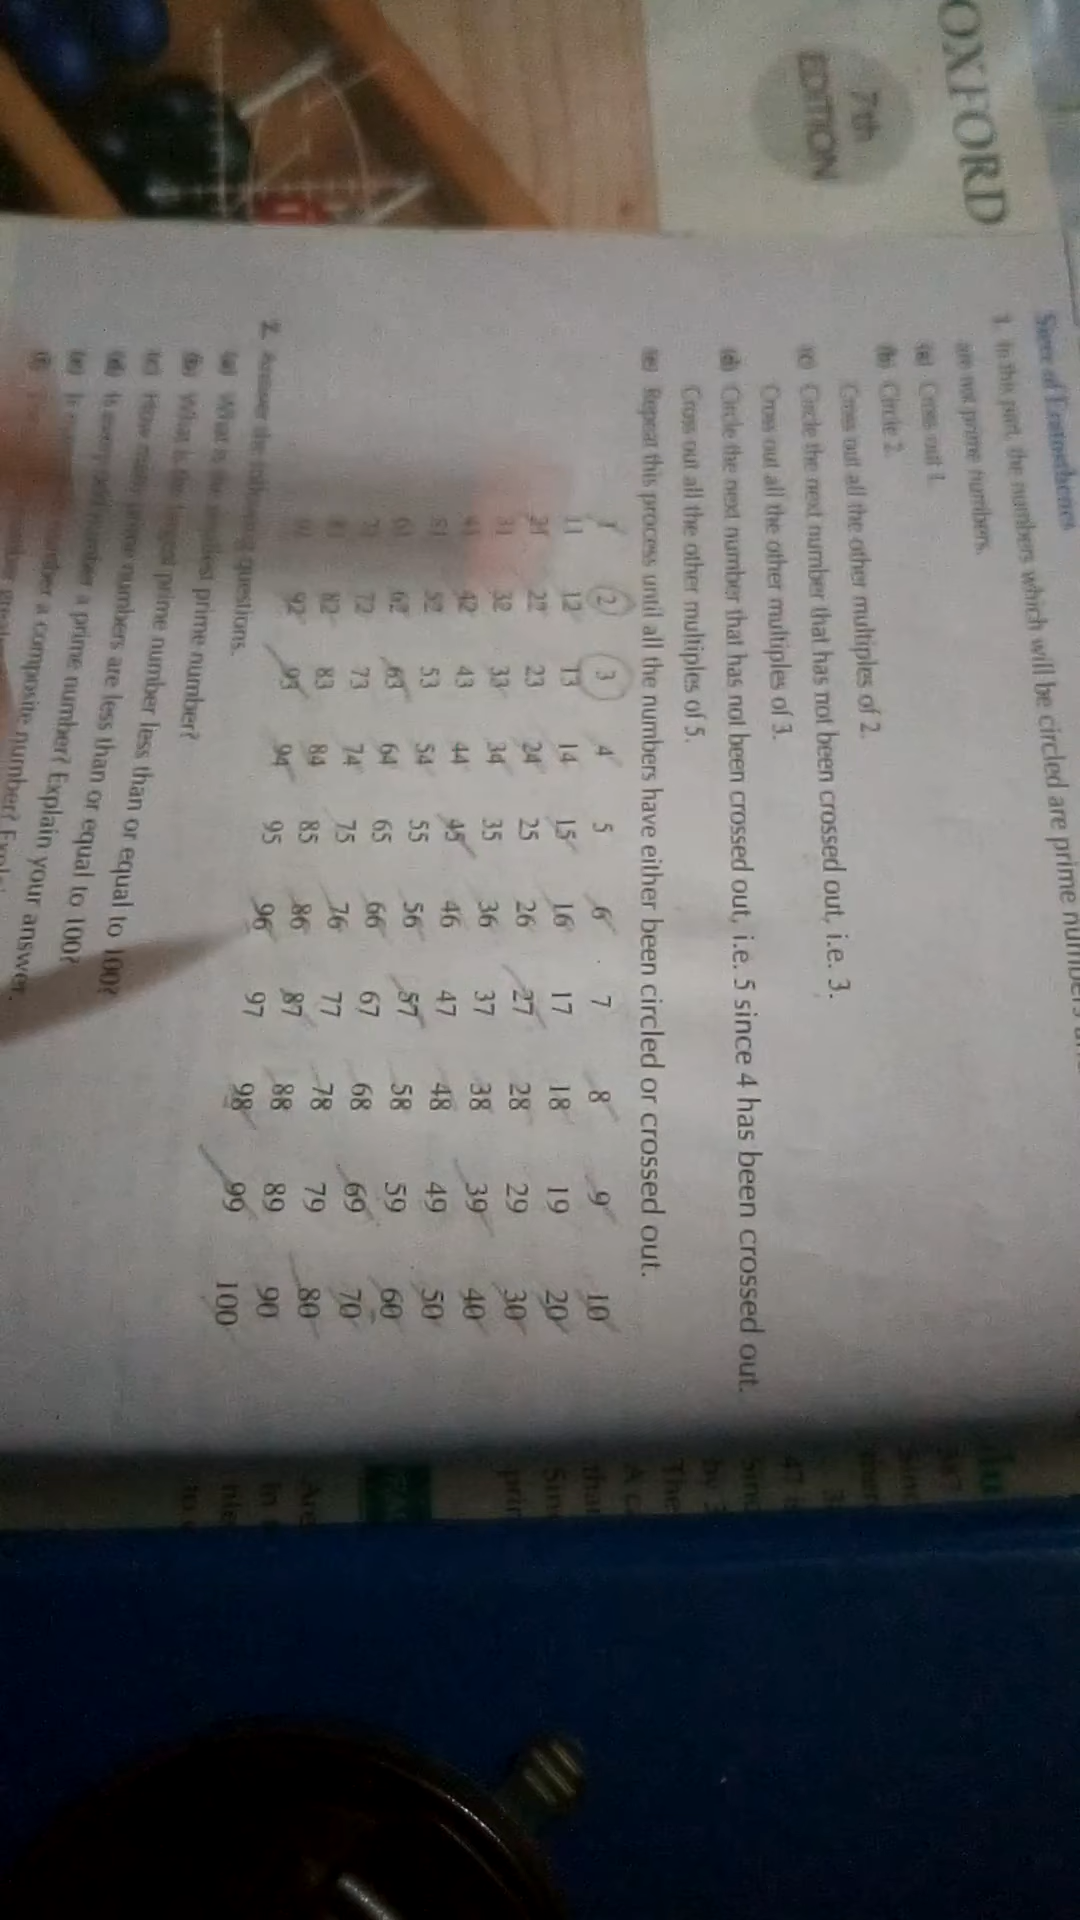 OXFORD
7th
EDITION
Sieve of Eratosthenes
1. In this part, the numbers which will be circled are prime numbers
are not prime numbers.
(a) Cross out 1.
(b) Circle 2.
Cross out all the other multiples of 2.
(c) Circle the next number that has not been crossed out, i.e. 3.
Cross out all the other multiples of 3.
(d) Circle the next number that has not been crossed out, i.e. 5 since 4 has been crossed out.
Cross out all the other multiples of 5.
(e) Repeat this process until all the numbers have either been circled or crossed out.
1 2 3 4 5 6 7 8 9 10
11 12 13 14 15 16 17 18 19 20
21 22 23 24 25 26 27 28 29 30
31 32 33 34 35 36 37 38 39 40
41 42 43 44 45 46 47 48 49 50
51 52 53 54 55 56 57 58 59 60
61 62 63 64 65 66 67 68 69 70
71 72 73 74 75 76 77 78 79 80
81 82 83 84 85 86 87 88 89 90
91 92 93 94 95 96 97 98 99 100
2. Answer the following questions.
(a) What is the smallest prime number?
(b) What is the largest prime number less than or equal to 100?
(c) How many prime numbers are less than or equal to 100?
(d) Is every odd number a prime number? Explain your answer.
(e) Is number a composite number?
(f)